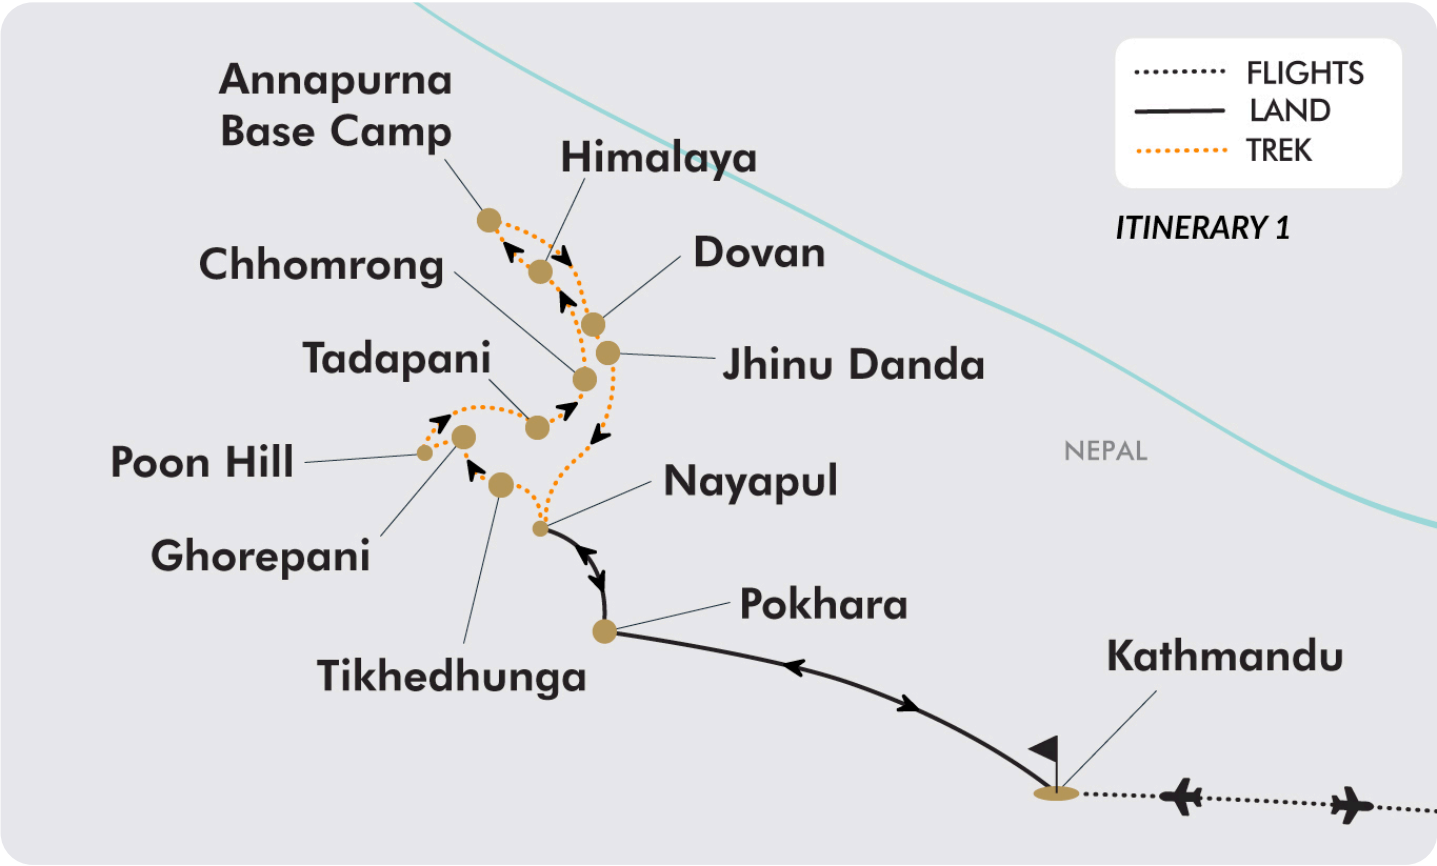 Annapurna
Base Camp
Himalaya
FLIGHTS
LAND
TREK
ITINERARY 1
Chhomrong
Dovan
Tadapani
Jhinu Danda
Poon Hill
NEPAL
Nayapul
Ghorepani
Pokhara
Tikhedhunga
Kathmandu